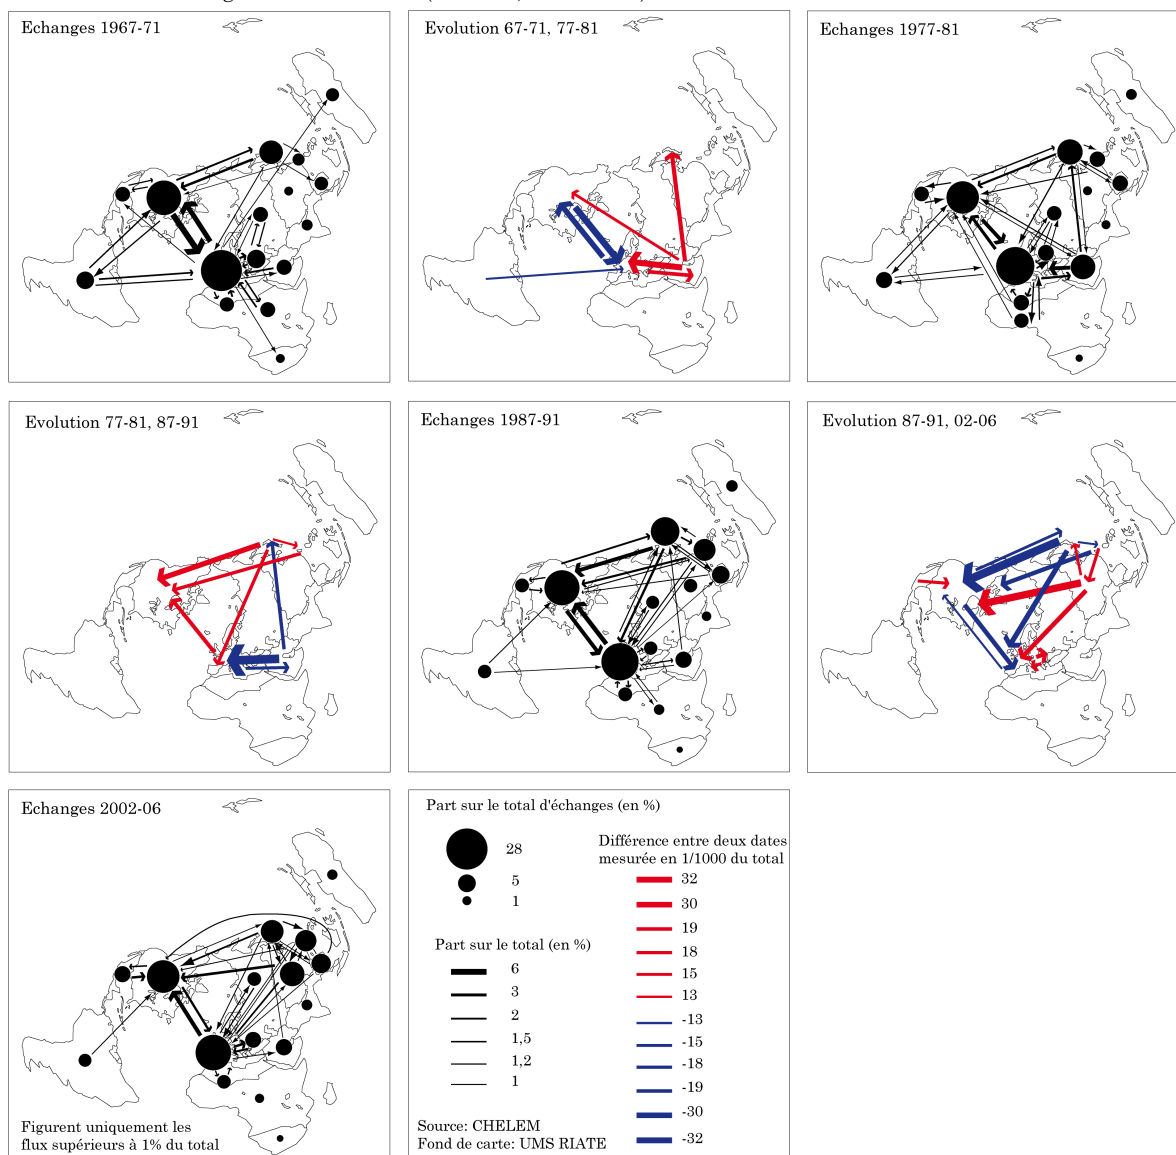 Echanges 1967-71
Evolution 67-71, 77-81
Echanges 1977-81
Evolution 77-81, 87-91
Echanges 1987-91
Evolution 87-91, 02-06
Echanges 2002-06
Figurent uniquement les
flux supérieurs à 1% du total
Part sur le total d'échanges (en %)
28
5
1
Part sur le total (en %)
6
3
2
1,5
1,2
1
Différence entre deux dates
mesurée en 1/1000 du total
32
30
19
18
15
13
-13
-15
-18
-19
-30
-32
Source: CHELEM
Fond de carte: UMS RIATE